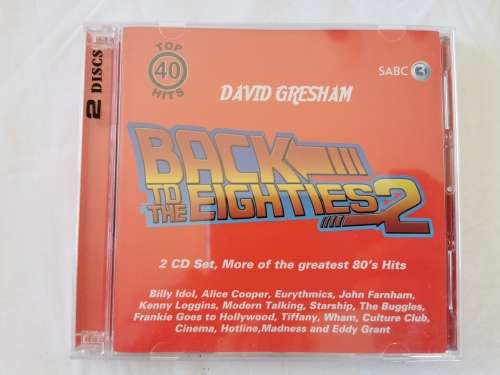 2 DISCS
TOP
40
HITS
SABC 3
DAVID GRESHAM
BACK
TO THE EIGHTIES 2
2 CD Set, More of the greatest 80's Hits
Billy Idol, Alice Cooper, Eurythmics, John Farnham,
Kenny Loggins, Modern Talking, Starship, The Buggles,
Frankie Goes to Hollywood, Tiffany, Wham, Culture Club,
Cinema, Hotline,Madness and Eddy Grant